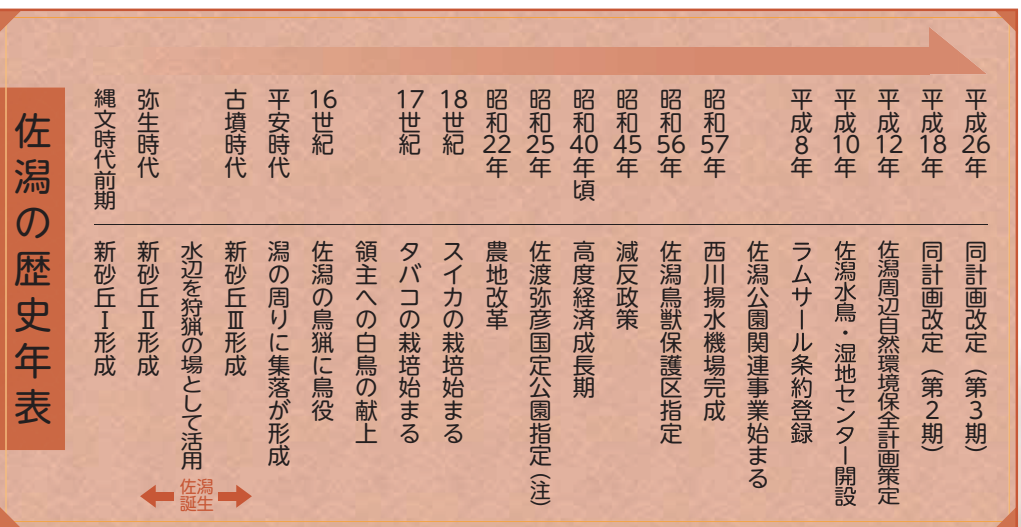 佐潟の歴史年表
縄文時代前期 新砂丘Ⅰ形成
弥生時代 新砂丘Ⅱ形成
水辺を狩猟の場として活用
佐潟誕生
古墳時代 新砂丘Ⅲ形成
平安時代 潟の周りに集落が形成
16世紀 佐潟の鳥猟に鳥役
領主への白鳥の献上
17世紀 タバコの栽培始まる
18世紀 スイカの栽培始まる
昭和22年 農地改革
昭和25年 佐渡弥彦国定公園指定(注)
昭和40年頃 高度経済成長期
昭和45年 減反政策
昭和56年 佐潟鳥獣保護区指定
昭和57年 西川揚水機場完成
佐潟公園関連事業始まる
平成8年 ラムサール条約登録
平成10年 佐潟水鳥・湿地センター開設
平成12年 佐潟周辺自然環境保全計画策定
平成18年 同計画改定(第2期)
平成26年 同計画改定(第3期)